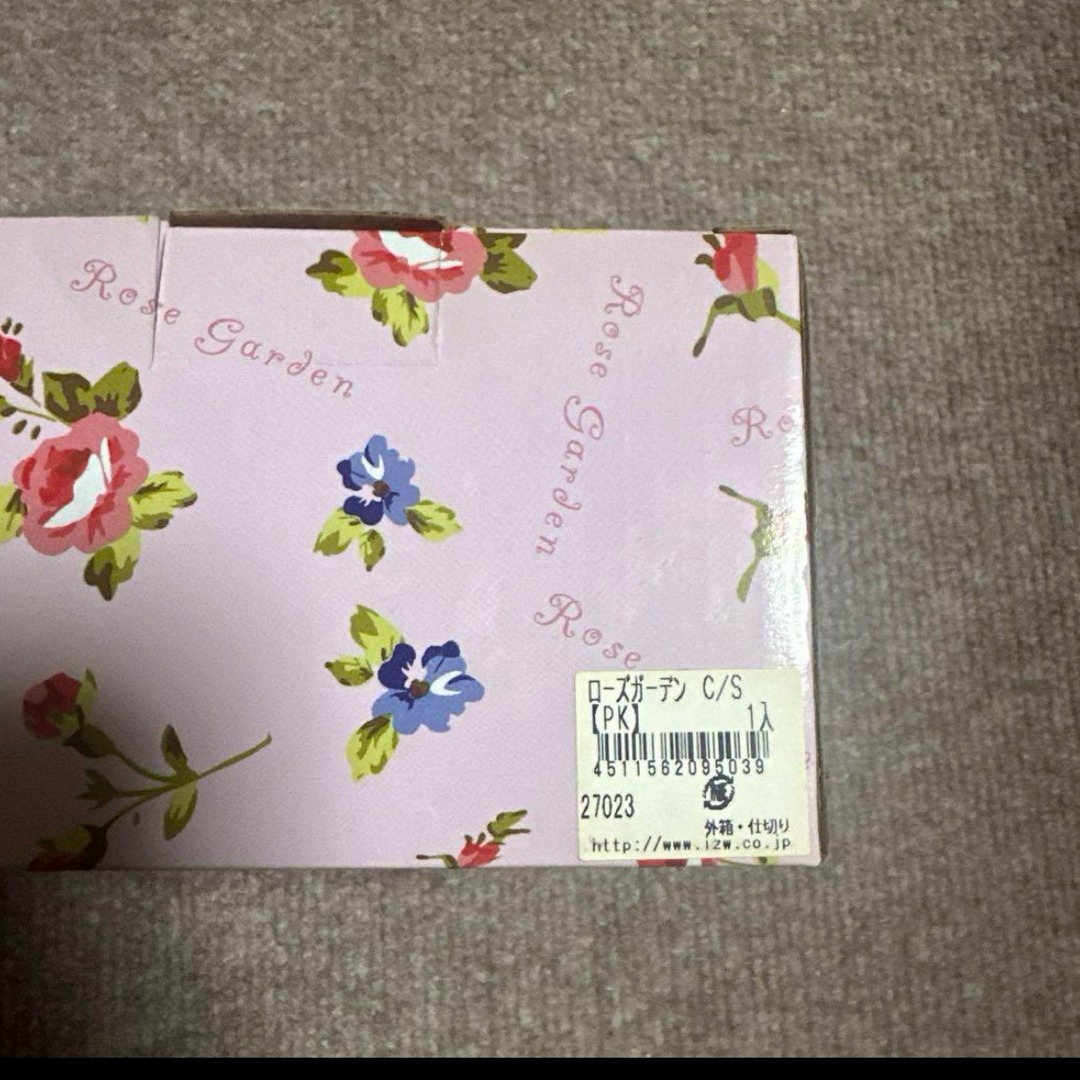 Rose Garden
Rose Garden
Ro
Rose
ローズガーデン C/S
【PK】 1入
4511562095039
27023
外箱・仕切り
http://www.izw.co.jp